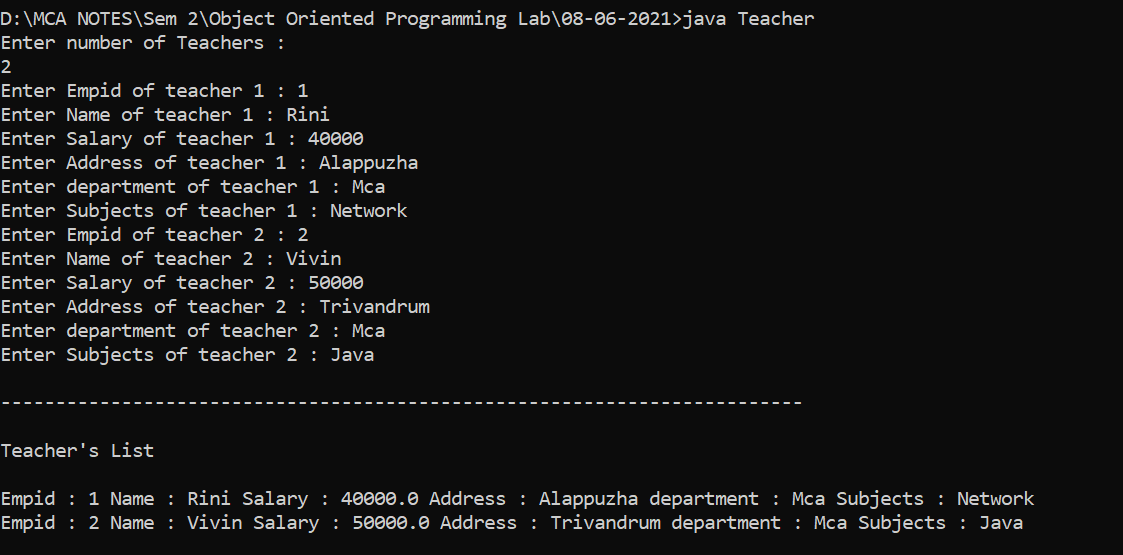 D:\MCA NOTES\Sem 2\Object Oriented Programming Lab\08-06-2021>java Teacher
Enter number of Teachers :
2
Enter Empid of teacher 1 : 1
Enter Name of teacher 1 : Rini
Enter Salary of teacher 1 : 40000
Enter Address of teacher 1 : Alappuzha
Enter department of teacher 1 : Mca
Enter Subjects of teacher 1 : Network
Enter Empid of teacher 2 : 2
Enter Name of teacher 2 : Vivin
Enter Salary of teacher 2 : 50000
Enter Address of teacher 2 : Trivandrum
Enter department of teacher 2 : Mca
Enter Subjects of teacher 2 : Java
-------------------------------------------------------------------------
Teacher's List
Empid : 1 Name : Rini Salary : 40000.0 Address : Alappuzha department : Mca Subjects : Network
Empid : 2 Name : Vivin Salary : 50000.0 Address : Trivandrum department : Mca Subjects : Java